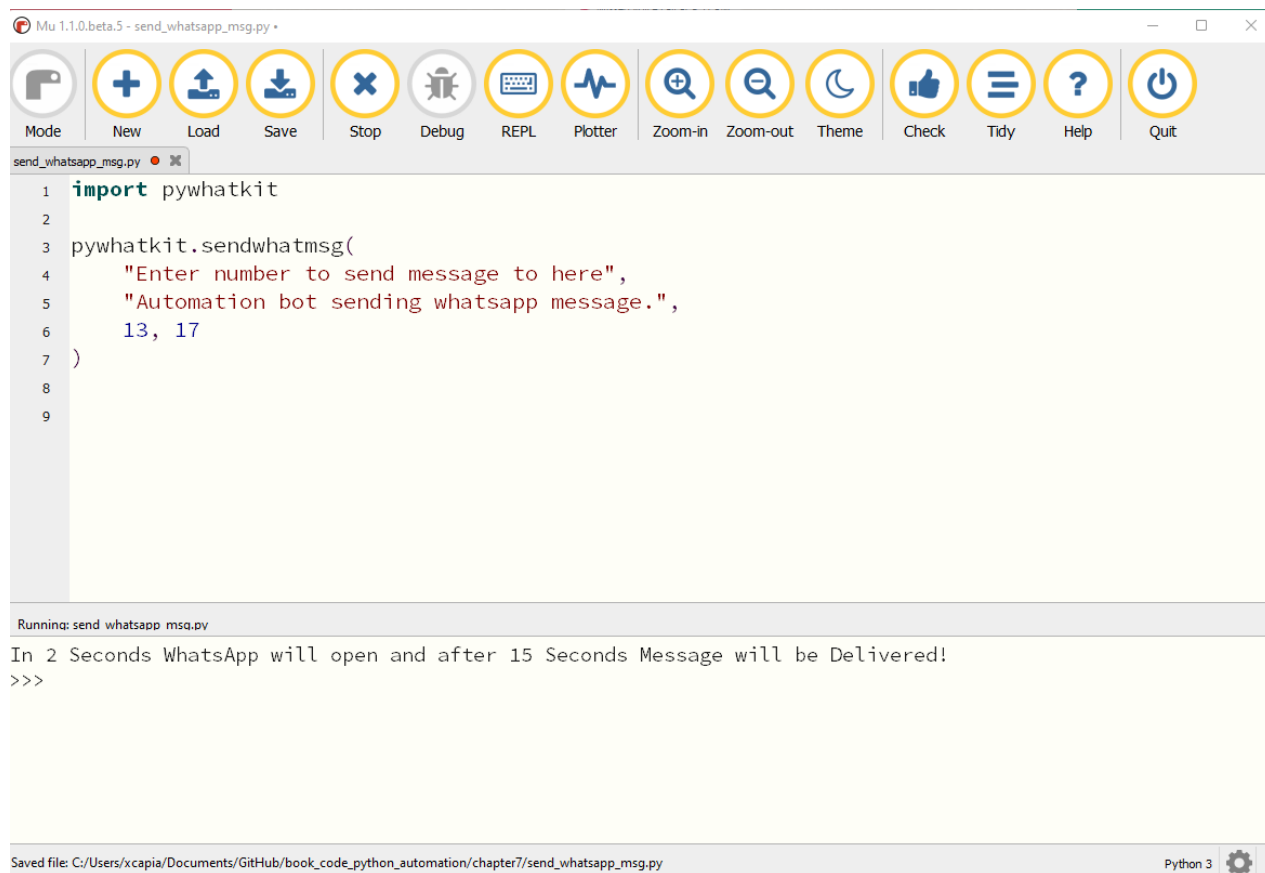 Mu 1.1.0.beta.5 - send_whatsapp_msg.py •
Mode New Load Save Stop Debug REPL Plotter Zoom-in Zoom-out Theme Check Tidy Help Quit
send_whatsapp_msg.py
1 import pywhatkit
2
3 pywhatkit.sendwhatmsg(
4     "Enter number to send message to here",
5     "Automation bot sending whatsapp message.",
6     13, 17
7 )
8
9
Running: send_whatsapp_msg.py
In 2 Seconds WhatsApp will open and after 15 Seconds Message will be Delivered!
>>>
Saved file: C:/Users/xcapia/Documents/GitHub/book_code_python_automation/chapter7/send_whatsapp_msg.py Python 3